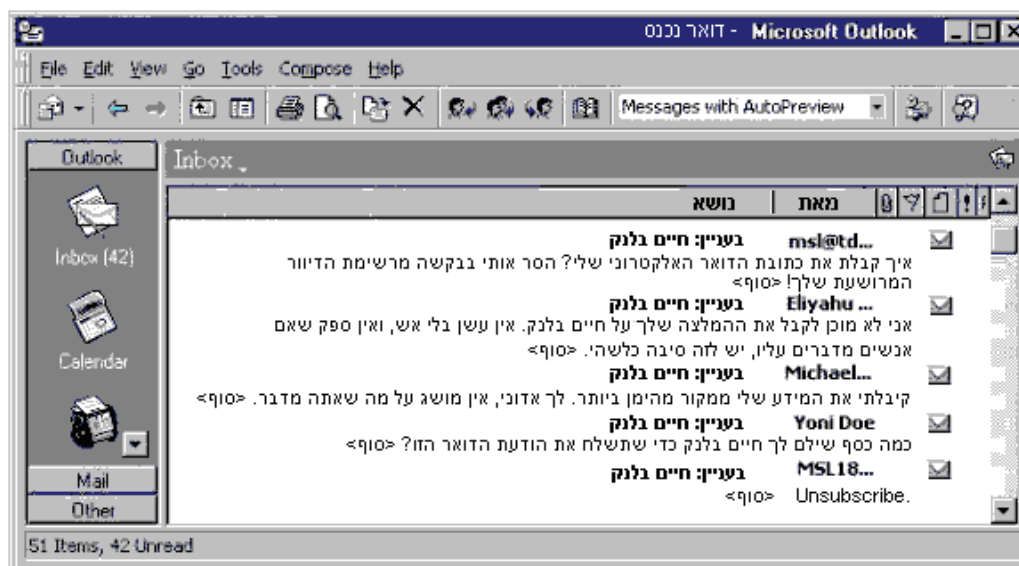 דואר נכנס - Microsoft Outlook
File Edit View Go Tools Compose Help
Messages with AutoPreview
Outlook
Inbox
מאת נושא
Inbox (42)
Calendar
Mail
Other
msl@td... בעניין: חיים בלנק
איך קבלת את כתובת הדואר האלקטרוני שלי? הסר אותי בבקשה מרשימת הדיוור
המרושעת שלך! <סוף>
Eliyahu ... בעניין: חיים בלנק
אני לא מוכן לקבל את ההמלצה שלך על חיים בלנק. אין עשן בלי אש, ואין ספק שאם
אנשים מדברים עליו, יש לזה סיבה כלשהי. <סוף>
Michael... בעניין: חיים בלנק
קיבלתי את המידע שלי ממקור מהימן ביותר. לך אדוני, אין מושג על מה שאתה מדבר. <סוף>
Yoni Doe בעניין: חיים בלנק
כמה כסף שילם לך חיים בלנק כדי שתשלח את הודעת הדואר הזו? <סוף>
MSL18... בעניין: חיים בלנק
Unsubscribe. <סוף>
51 Items, 42 Unread